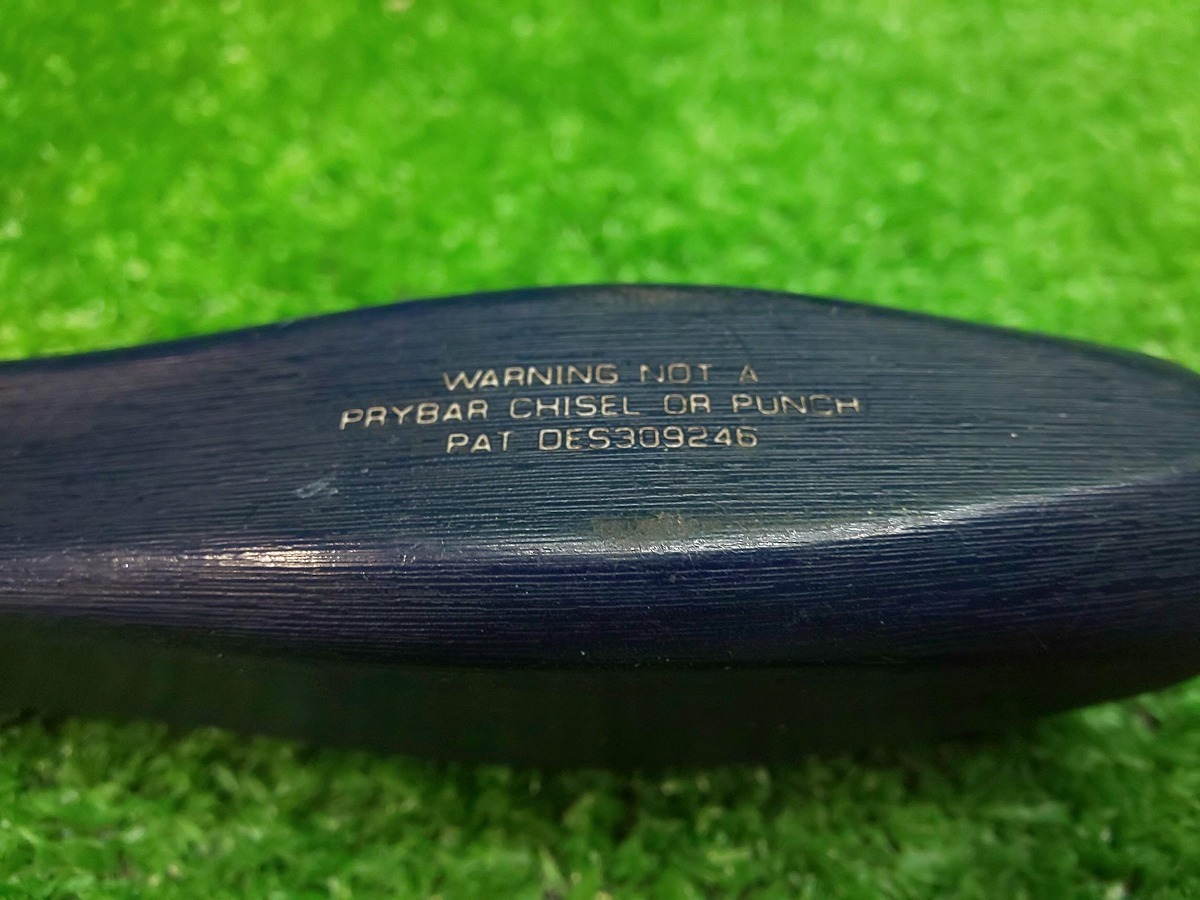 WARNING NOT A
PRYBAR CHISEL OR PUNCH
PAT DES309246